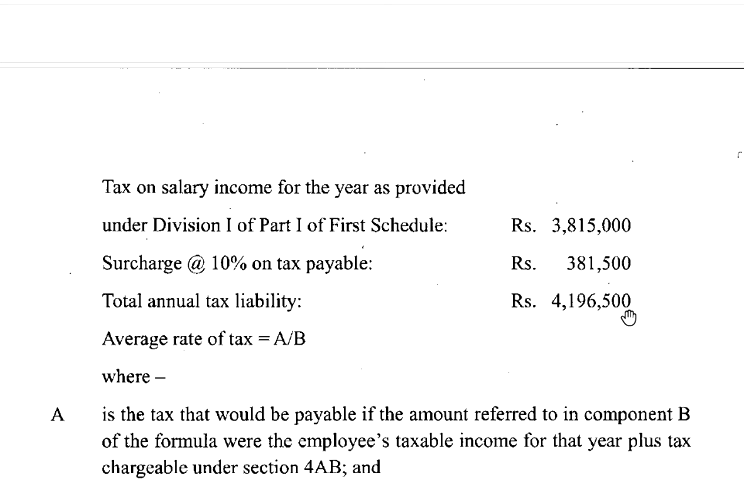 Tax on salary income for the year as provided
under Division I of Part I of First Schedule: Rs. 3,815,000
Surcharge @ 10% on tax payable: Rs. 381,500
Total annual tax liability: Rs. 4,196,500
Average rate of tax = A/B
where –
A is the tax that would be payable if the amount referred to in component B
of the formula were the employee's taxable income for that year plus tax
chargeable under section 4AB; and